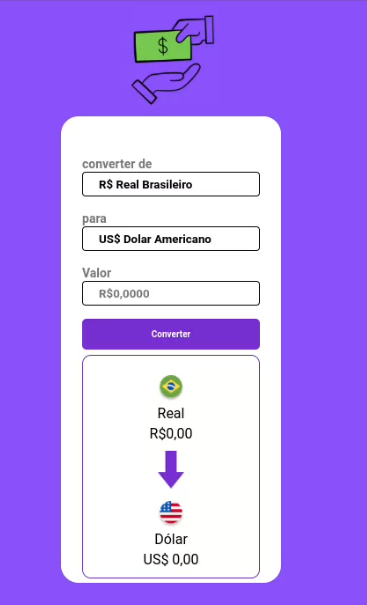 $
converter de
R$ Real Brasileiro
para
US$ Dolar Americano
Valor
R$0,0000
Converter
Real
R$0,00
Dólar
US$ 0,00